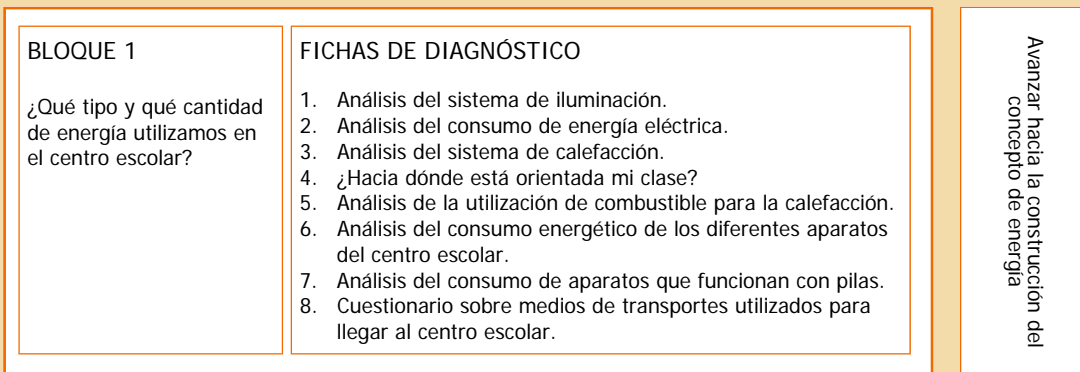 BLOQUE 1
¿Qué tipo y qué cantidad
de energía utilizamos en
el centro escolar?
FICHAS DE DIAGNÓSTICO
1. Análisis del sistema de iluminación.
2. Análisis del consumo de energía eléctrica.
3. Análisis del sistema de calefacción.
4. ¿Hacia dónde está orientada mi clase?
5. Análisis de la utilización de combustible para la calefacción.
6. Análisis del consumo energético de los diferentes aparatos
del centro escolar.
7. Análisis del consumo de aparatos que funcionan con pilas.
8. Cuestionario sobre medios de transportes utilizados para
llegar al centro escolar.
Avanzar hacia la construcción del
concepto de energía